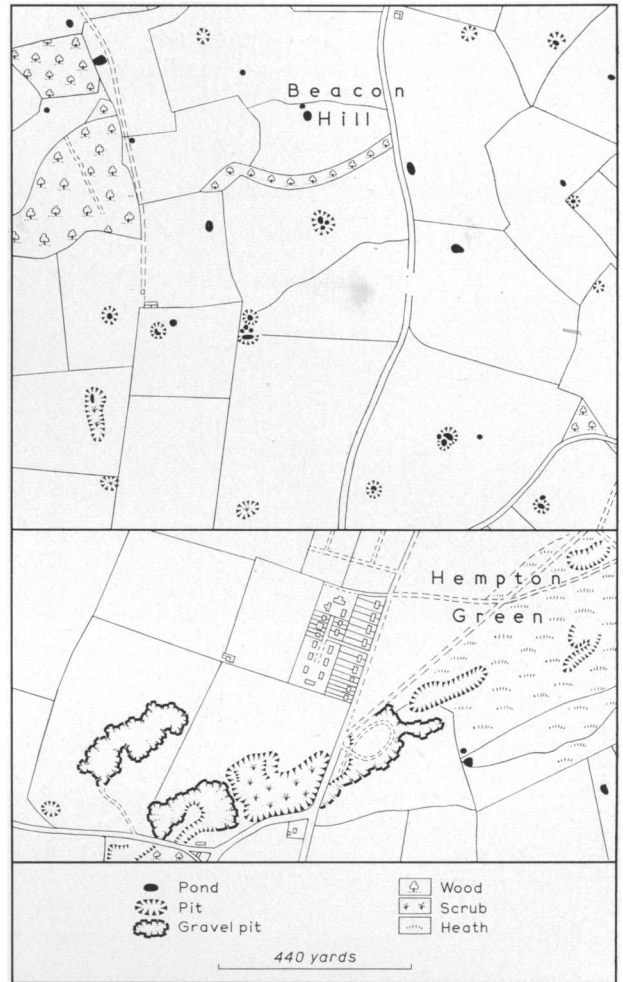 Beacon
Hill
Hempton
Green
Pond
Pit
Gravel pit
Wood
Scrub
Heath
440 yards